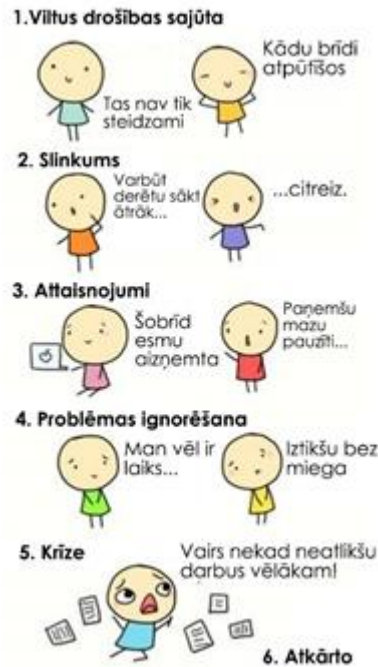 1.Viltus drošības sajūta
Tas nav tik
steidzami
Kādu brīdi
atpūtīšos
2. Slinkums
Varbūt
derētu sākt
ātrāk...
...citreiz.
3. Attaisnojumi
Šobrīd
esmu
aizņemta
Paņemšu
mazu
pauzīti...
4. Problēmas ignorēšana
Man vēl ir
laiks...
Iztikšu bez
miega
5. Krīze
Vairs nekad neatlikšu
darbus vēlākam!
6. Atkārto